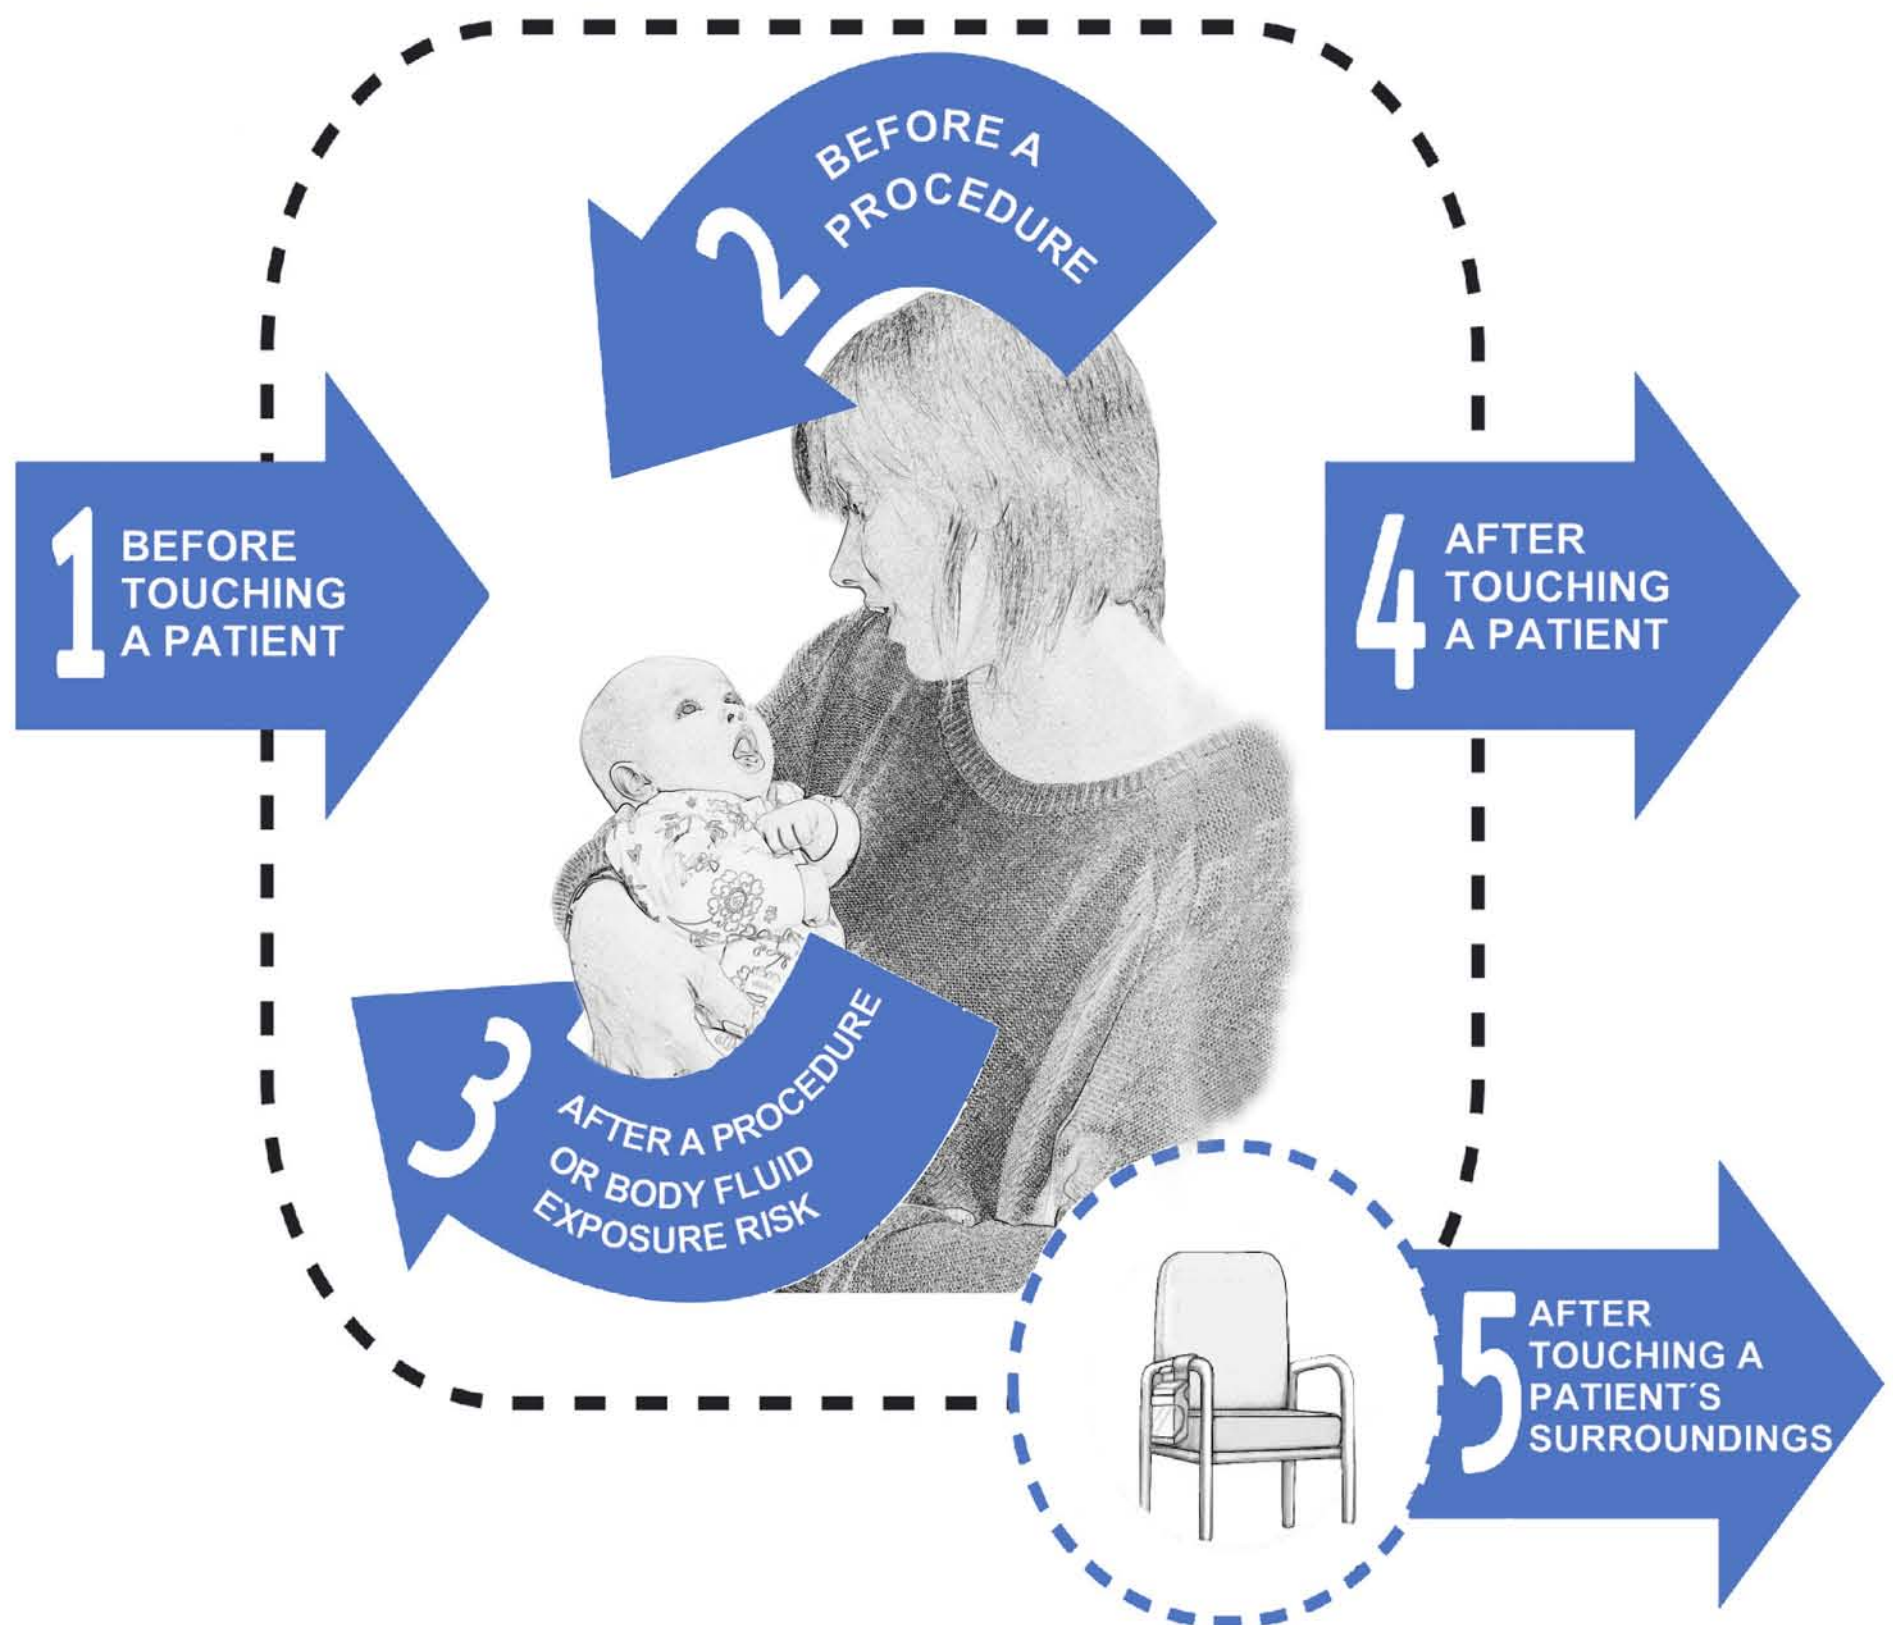 1
BEFORE
TOUCHING
A PATIENT
2
BEFORE A
PROCEDURE
3
AFTER A PROCEDURE
OR BODY FLUID
EXPOSURE RISK
4
AFTER
TOUCHING
A PATIENT
5
AFTER
TOUCHING A
PATIENT´S
SURROUNDINGS